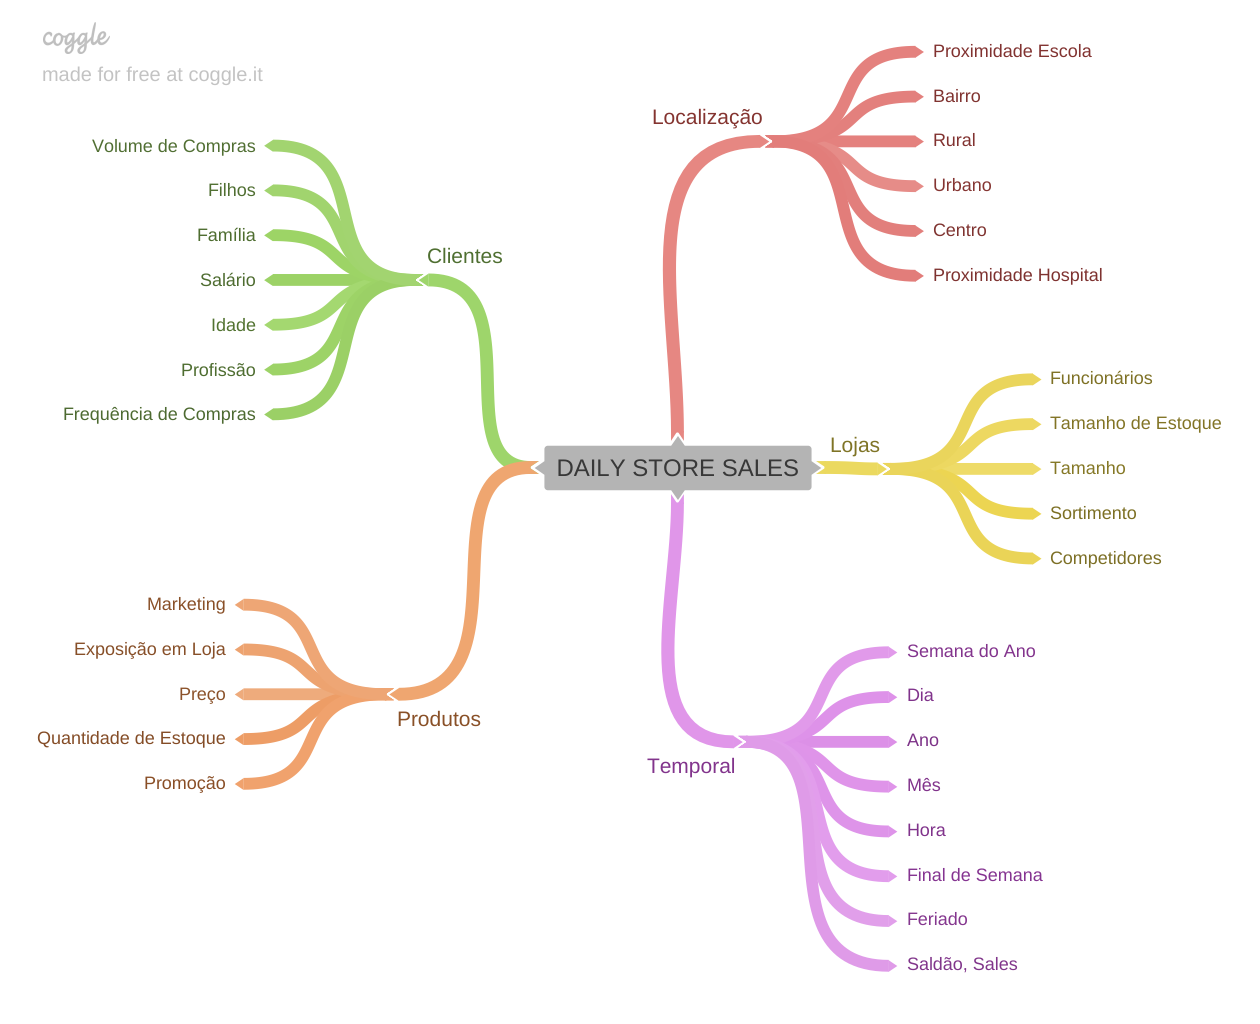 coggle
made for free at coggle.it
Clientes
Volume de Compras
Filhos
Família
Salário
Idade
Profissão
Frequência de Compras
Produtos
Marketing
Exposição em Loja
Preço
Quantidade de Estoque
Promoção
DAILY STORE SALES
Localização
Proximidade Escola
Bairro
Rural
Urbano
Centro
Proximidade Hospital
Lojas
Funcionários
Tamanho de Estoque
Tamanho
Sortimento
Competidores
Temporal
Semana do Ano
Dia
Ano
Mês
Hora
Final de Semana
Feriado
Saldão, Sales